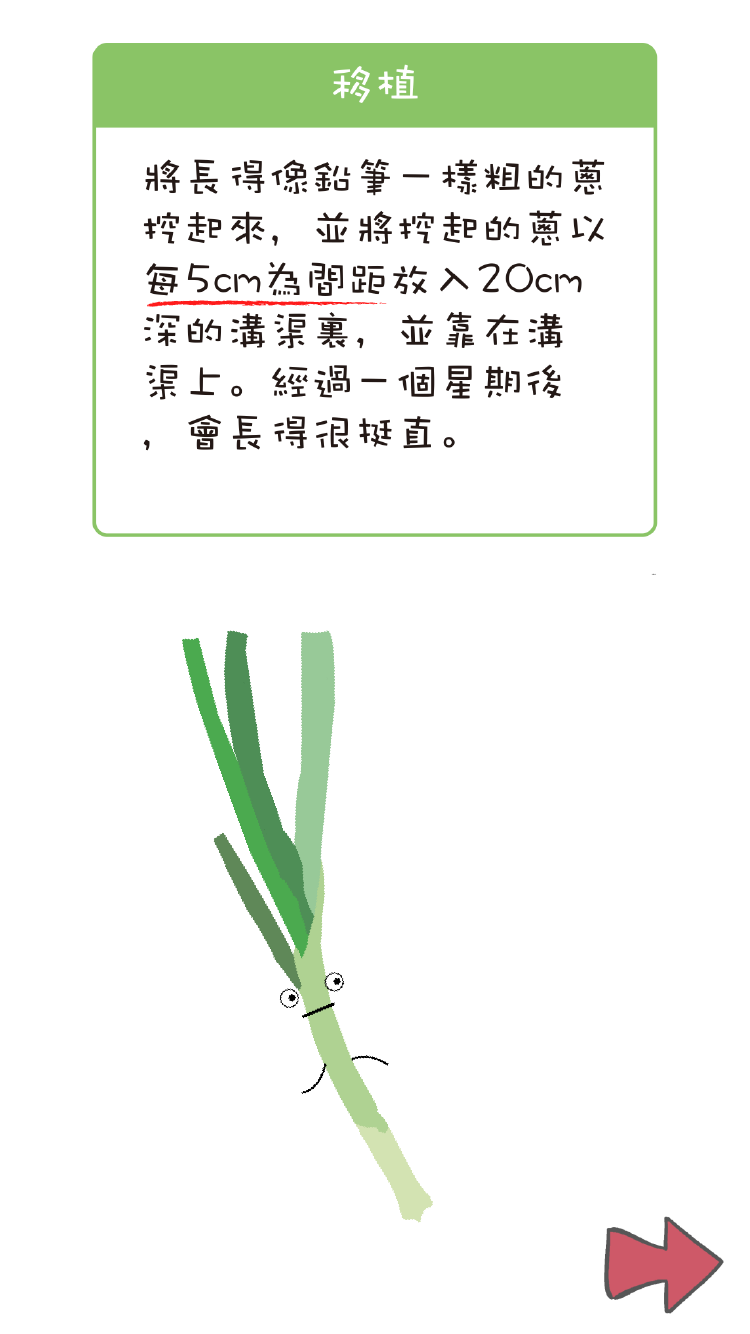 移植
將長得像鉛筆一樣粗的蔥
挖起來，並將挖起的蔥以
每5cm為間距放入20cm
深的溝渠裏，並靠在溝
渠上。經過一個星期後
，會長得很挺直。